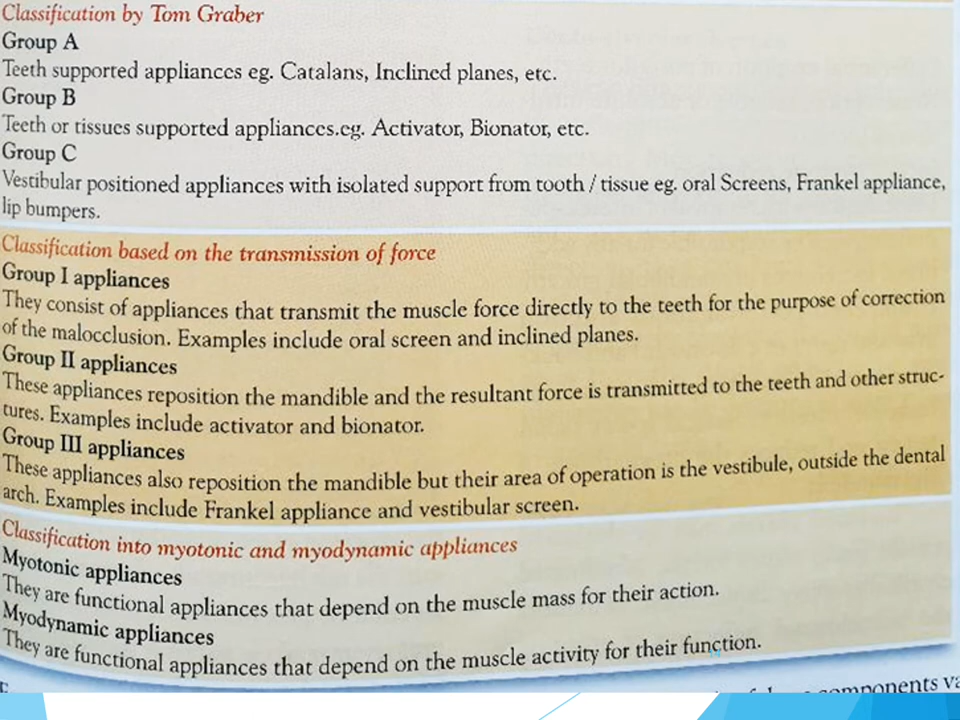 Classification by Tom Graber
Group A
Teeth supported appliances eg. Catalans, Inclined planes, etc.
Group B
Teeth or tissues supported appliances.eg. Activator, Bionator, etc.
Group C
Vestibular positioned appliances with isolated support from tooth / tissue eg. oral Screens, Frankel appliance,
lip bumpers.
Classification based on the transmission of force
Group I appliances
They consist of appliances that transmit the muscle force directly to the teeth for the purpose of correction
of the malocclusion. Examples include oral screen and inclined planes.
Group II appliances
These appliances reposition the mandible and the resultant force is transmitted to the teeth and other struc-
tures. Examples include activator and bionator.
Group III appliances
These appliances also reposition the mandible but their area of operation is the vestibule, outside the dental
arch. Examples include Frankel appliance and vestibular screen.
Classification into myotonic and myodynamic appliances
Myotonic appliances
They are functional appliances that depend on the muscle mass for their action.
Myodynamic appliances
They are functional appliances that depend on the muscle activity for their function.
components